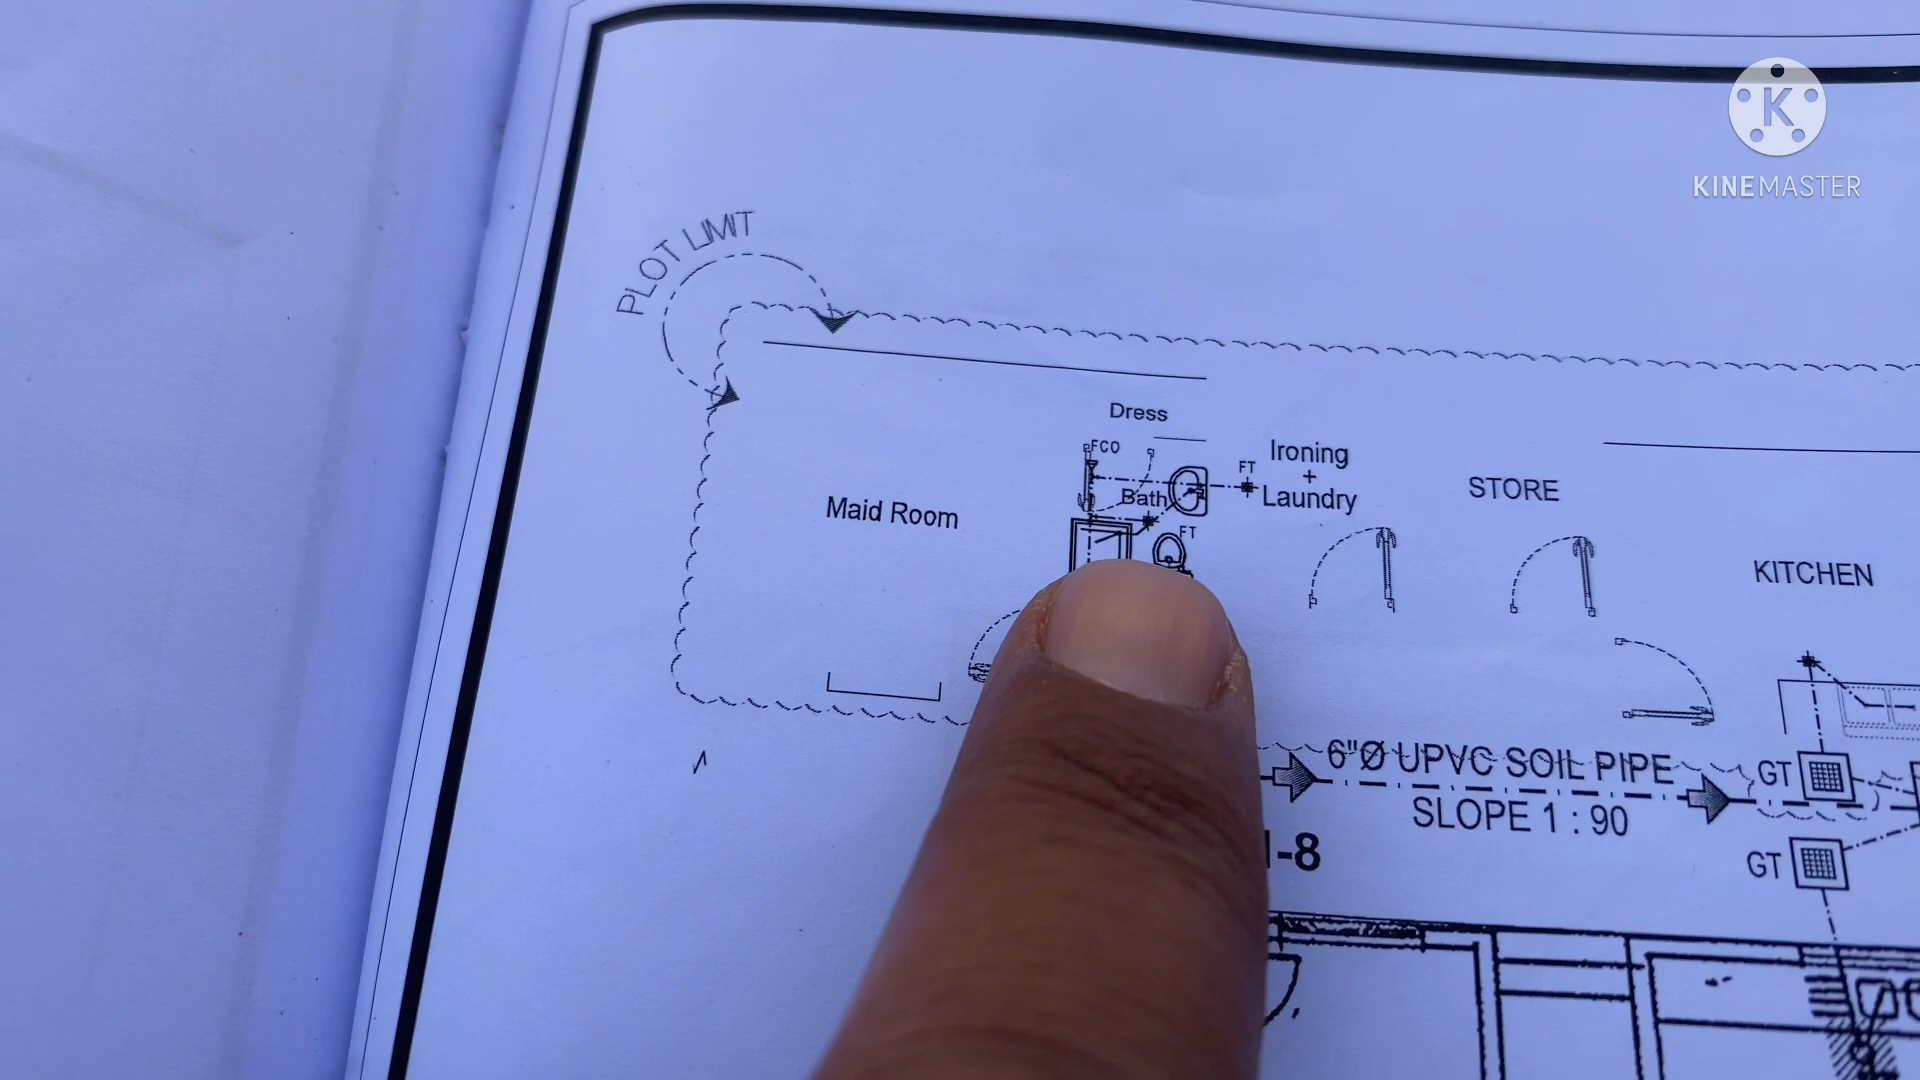 K
KINEMASTER
PLOT LIMIT
Dress
FCO
Ironing
+
Laundry
FT
Bath
FT
Maid Room
STORE
KITCHEN
6"Ø UPVC SOIL PIPE
SLOPE 1 : 90
GT
GT
-8